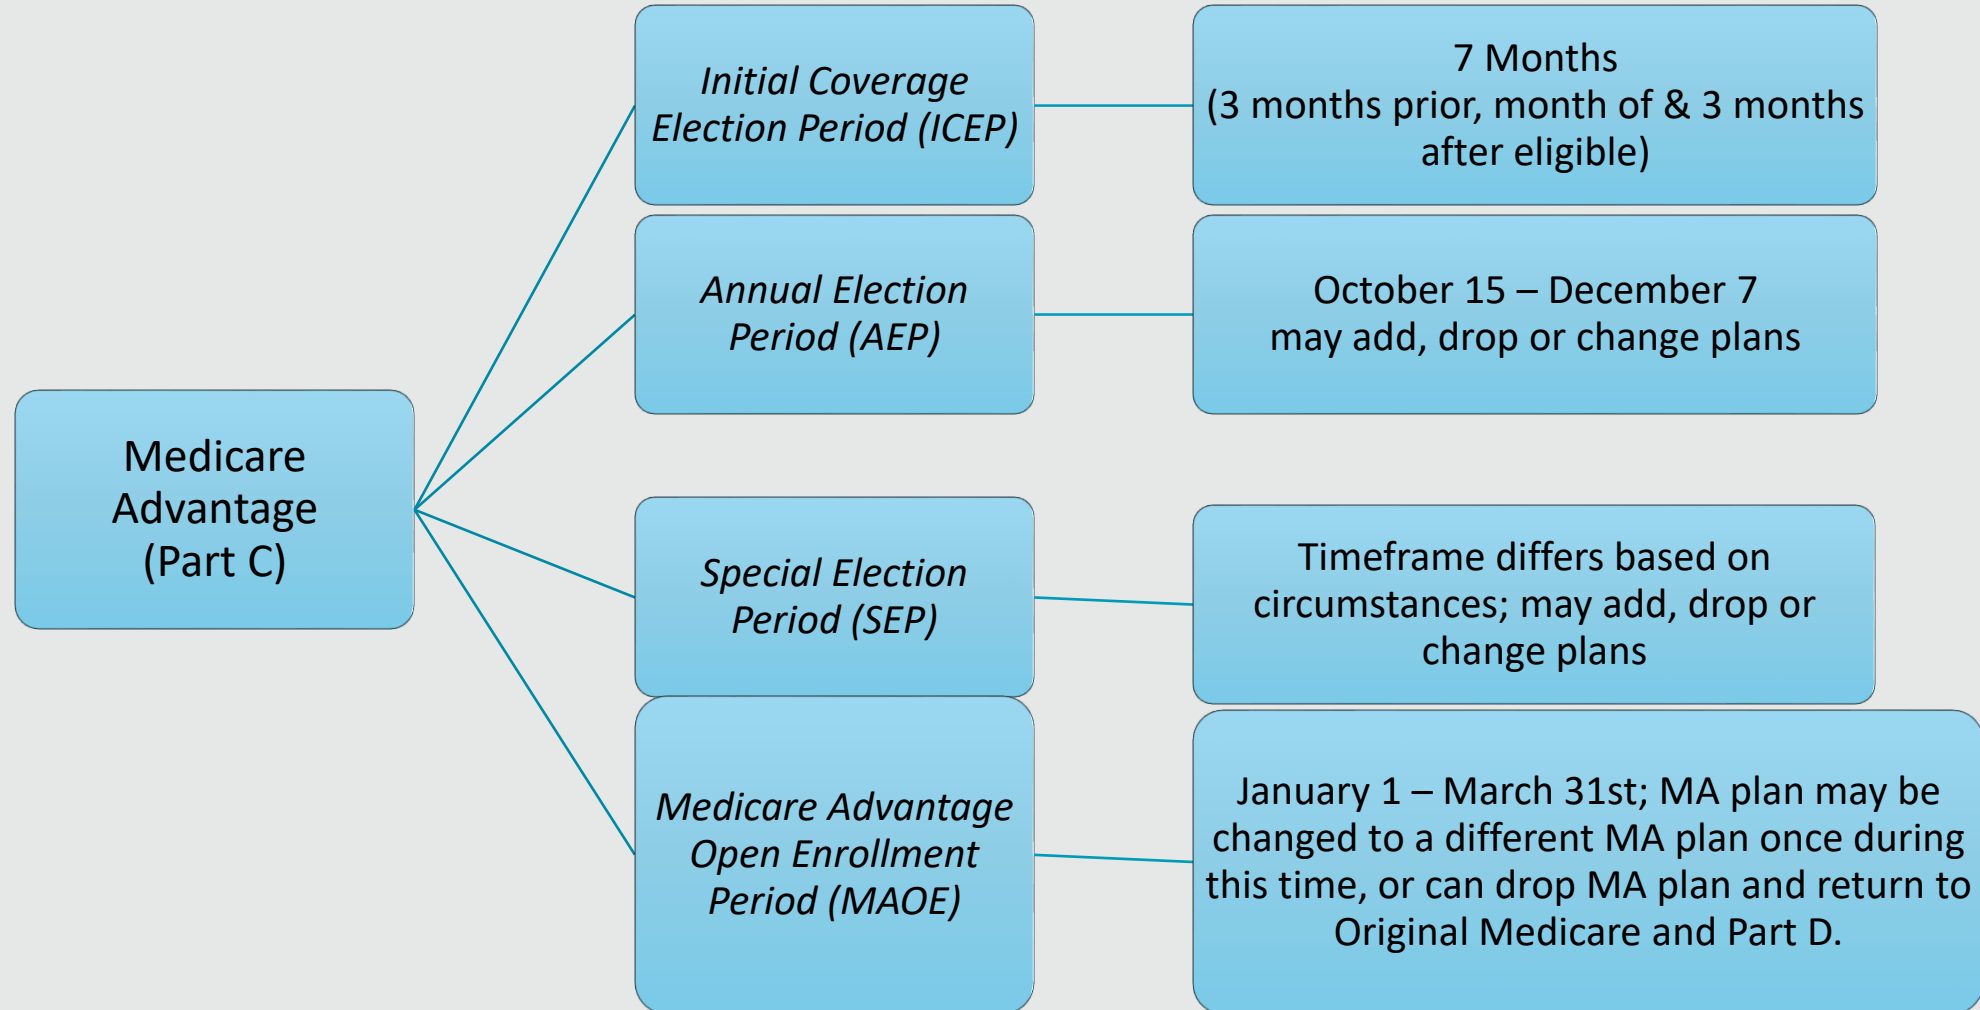 Medicare
Advantage
(Part C)
Initial Coverage
Election Period (ICEP)
7 Months
(3 months prior, month of & 3 months
after eligible)
Annual Election
Period (AEP)
October 15 – December 7
may add, drop or change plans
Special Election
Period (SEP)
Timeframe differs based on
circumstances; may add, drop or
change plans
Medicare Advantage
Open Enrollment
Period (MAOE)
January 1 – March 31st; MA plan may be
changed to a different MA plan once during
this time, or can drop MA plan and return to
Original Medicare and Part D.